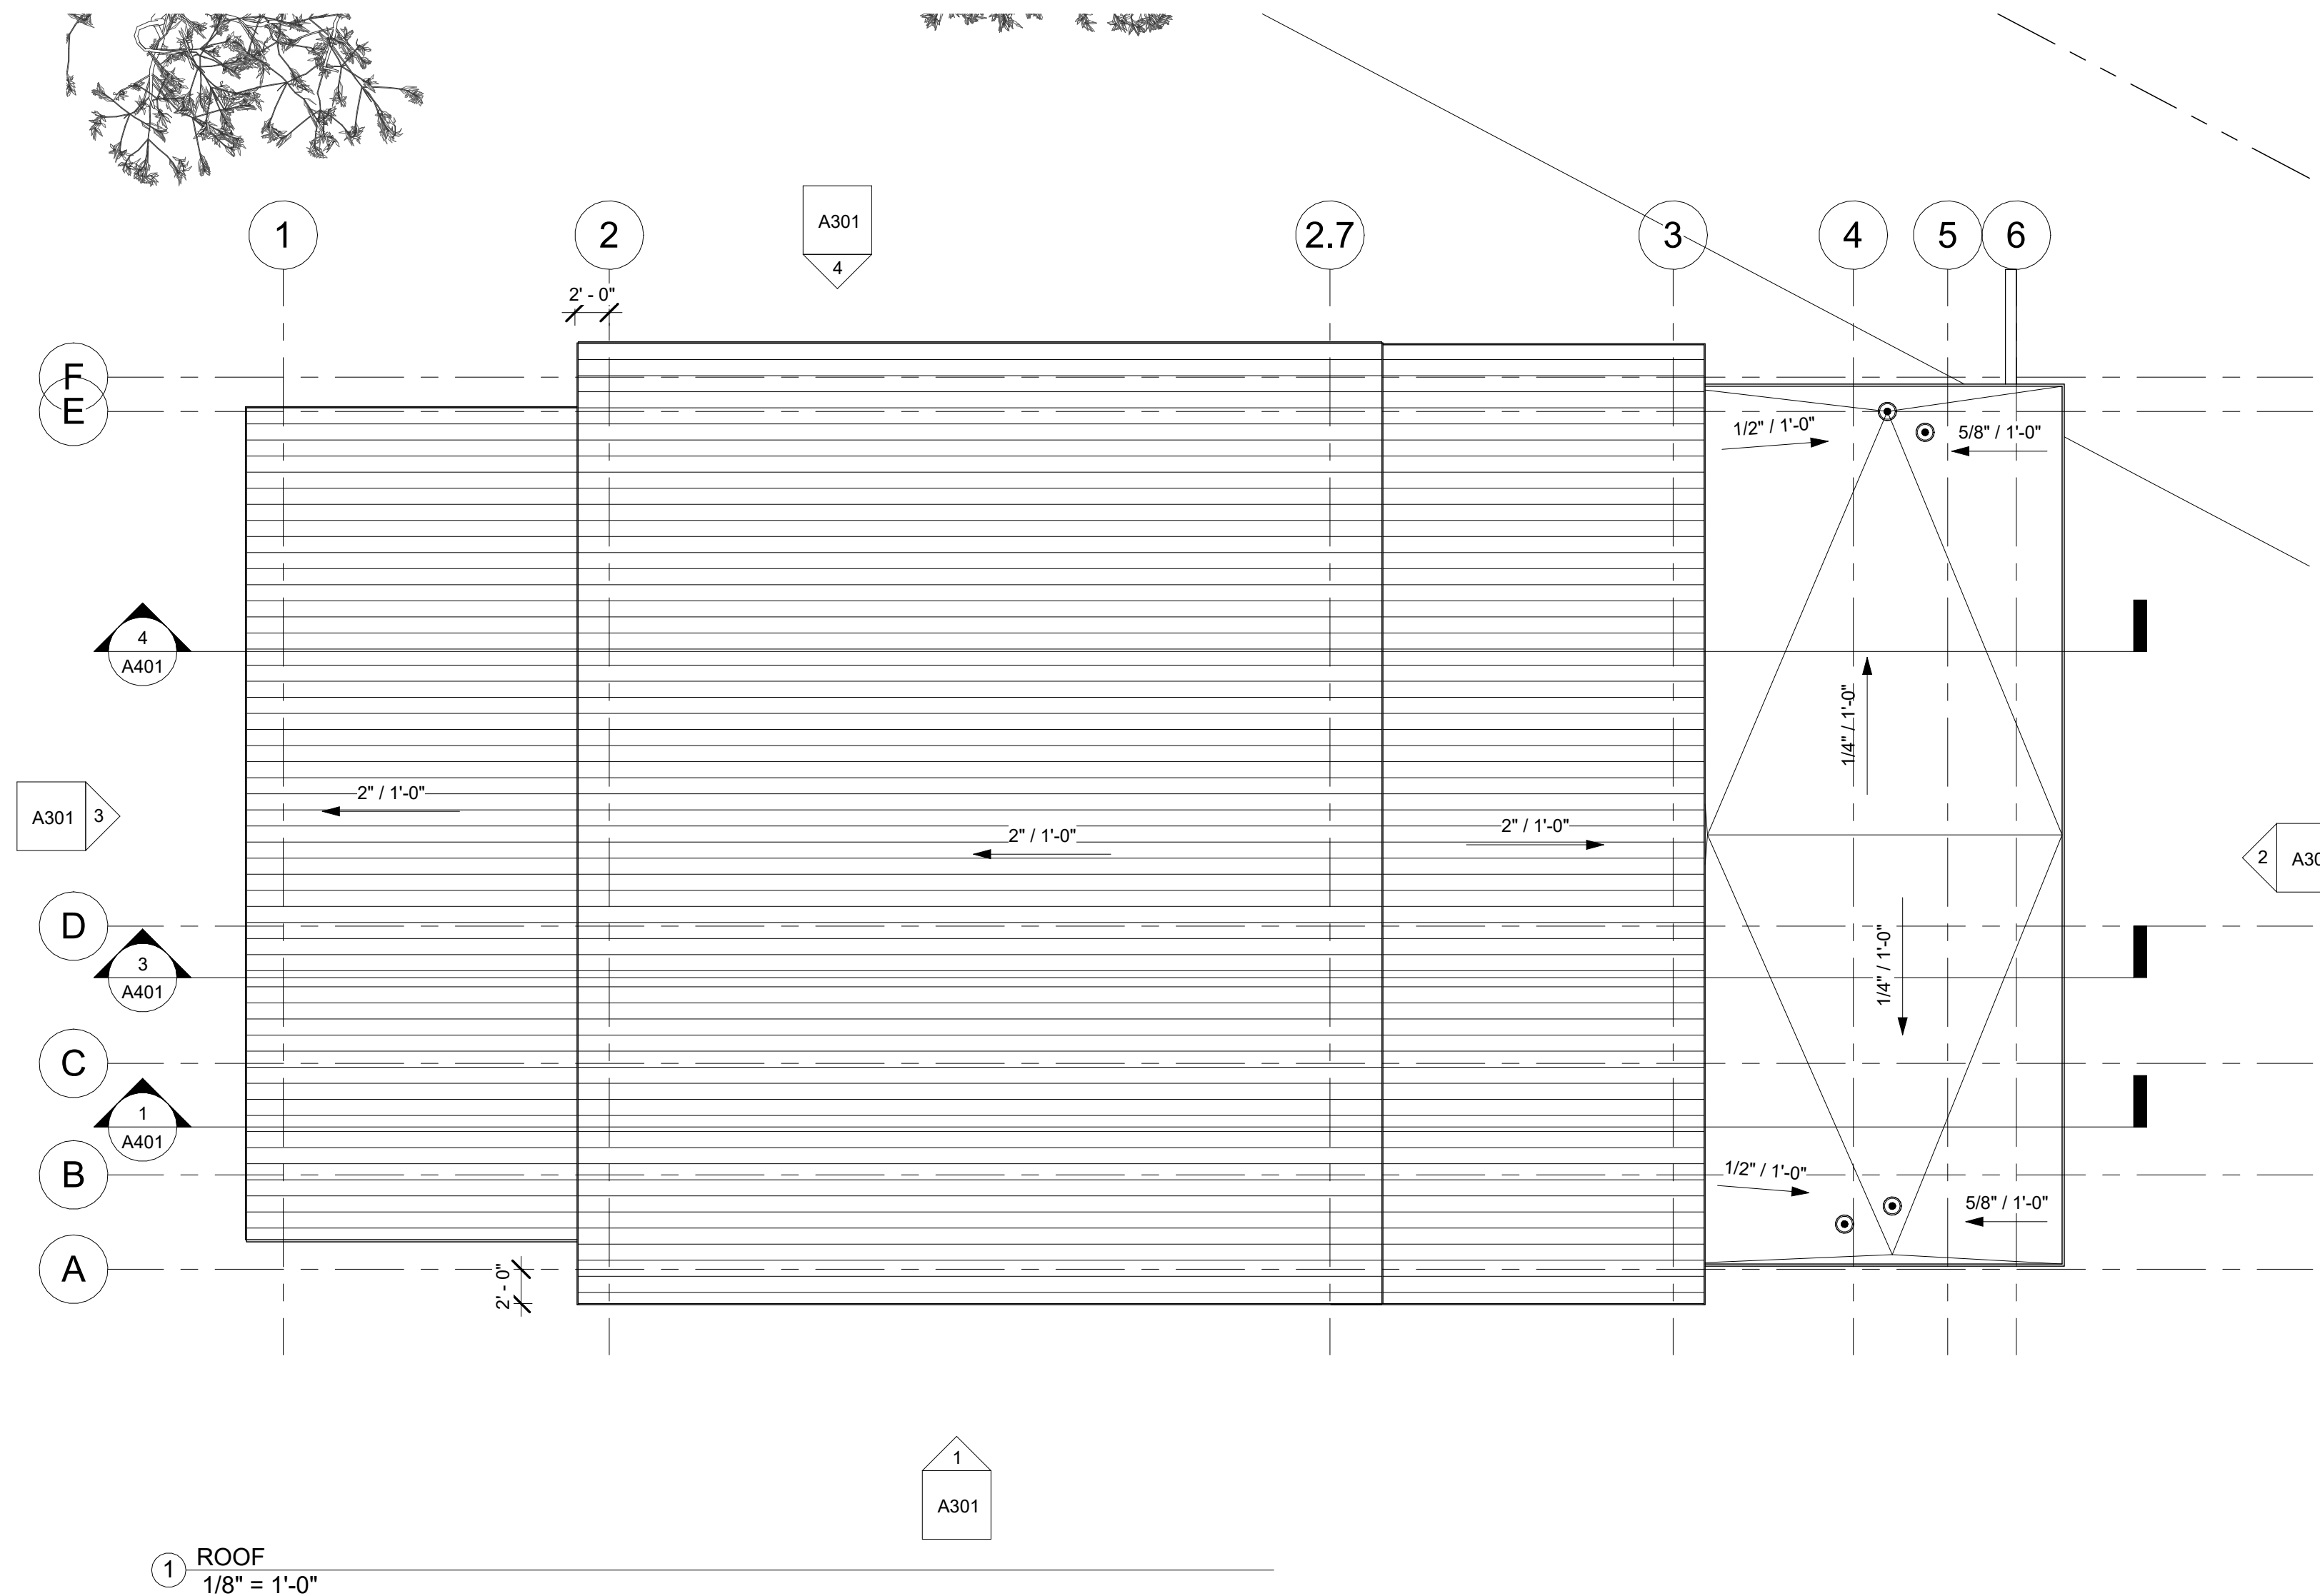 A301
4
1
2
2.7
3
4
5
6
2' - 0"
F
E
1/2" / 1'-0"
5/8" / 1'-0"
4
A401
1/4" / 1'-0"
A301
3
2" / 1'-0"
2" / 1'-0"
2" / 1'-0"
2
D
3
A401
1/4" / 1'-0"
C
1
A401
B
1/2" / 1'-0"
5/8" / 1'-0"
A
2' - 0"
1
A301
1
ROOF
1/8" = 1'-0"